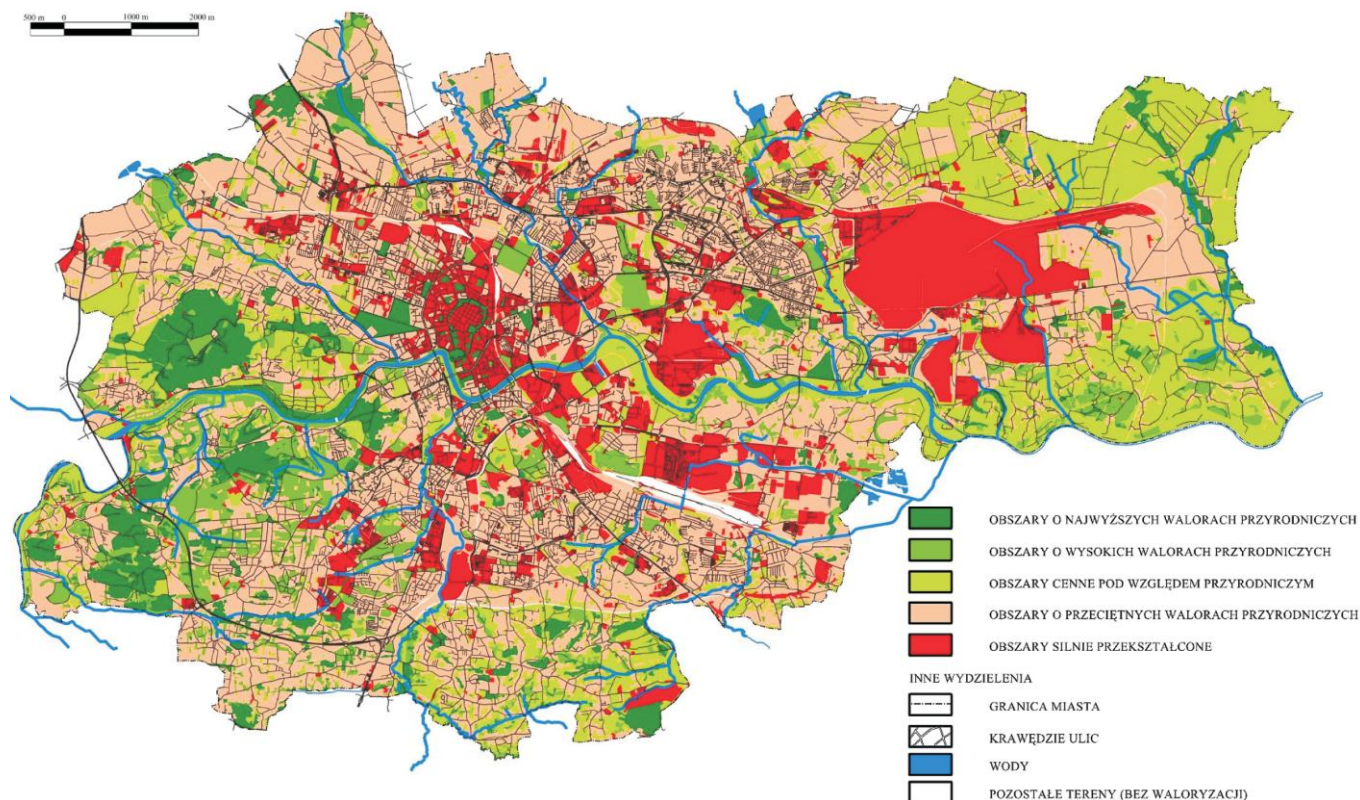 500 m 0 1000 m 2000 m
OBSZARY O NAJWYŻSZYCH WALORACH PRZYRODNICZYCH
OBSZARY O WYSOKICH WALORACH PRZYRODNICZYCH
OBSZARY CENNE POD WZGLĘDEM PRZYRODNICZYM
OBSZARY O PRZECIĘTNYCH WALORACH PRZYRODNICZYCH
OBSZARY SILNIE PRZEKSZTAŁCONE
INNE WYDZIELENIA
GRANICA MIASTA
KRAWĘDZIE ULIC
WODY
POZOSTAŁE TERENY (BEZ WALORYZACJI)